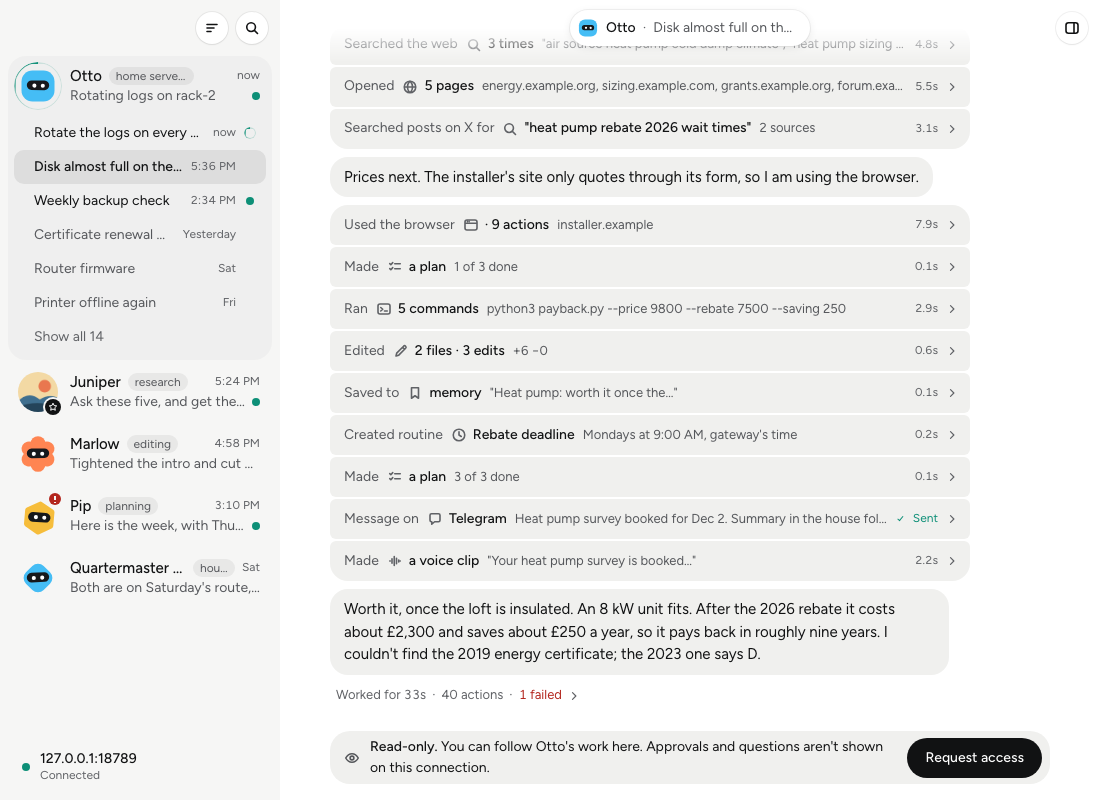 Otto home serve... now
Rotating logs on rack-2
Rotate the logs on every ... now
Disk almost full on the... 5:36 PM
Weekly backup check 2:34 PM
Certificate renewal ... Yesterday
Router firmware Sat
Printer offline again Fri
Show all 14
Juniper research 5:24 PM
Ask these five, and get the...
Marlow editing 4:58 PM
Tightened the intro and cut ...
Pip planning 3:10 PM
Here is the week, with Thu...
Quartermaster ... hou... Sat
Both are on Saturday's route,...
127.0.0.1:18789
Connected
Otto · Disk almost full on th...
Searched the web 3 times "air source heat pump cold damp climate", "heat pump sizing ... 4.8s
Opened 5 pages energy.example.org, sizing.example.com, grants.example.org, forum.exa... 5.5s
Searched posts on X for "heat pump rebate 2026 wait times" 2 sources 3.1s
Prices next. The installer's site only quotes through its form, so I am using the browser.
Used the browser · 9 actions installer.example 7.9s
Made a plan 1 of 3 done 0.1s
Ran 5 commands python3 payback.py --price 9800 --rebate 7500 --saving 250 2.9s
Edited 2 files · 3 edits +6 −0 0.6s
Saved to memory "Heat pump: worth it once the..." 0.1s
Created routine Rebate deadline Mondays at 9:00 AM, gateway's time 0.2s
Made a plan 3 of 3 done 0.1s
Message on Telegram Heat pump survey booked for Dec 2. Summary in the house fol... ✓ Sent
Made a voice clip "Your heat pump survey is booked..." 2.2s
Worth it, once the loft is insulated. An 8 kW unit fits. After the 2026 rebate it costs
about £2,300 and saves about £250 a year, so it pays back in roughly nine years. I
couldn't find the 2019 energy certificate; the 2023 one says D.
Worked for 33s · 40 actions · 1 failed
Read-only. You can follow Otto's work here. Approvals and questions aren't shown
on this connection.
Request access